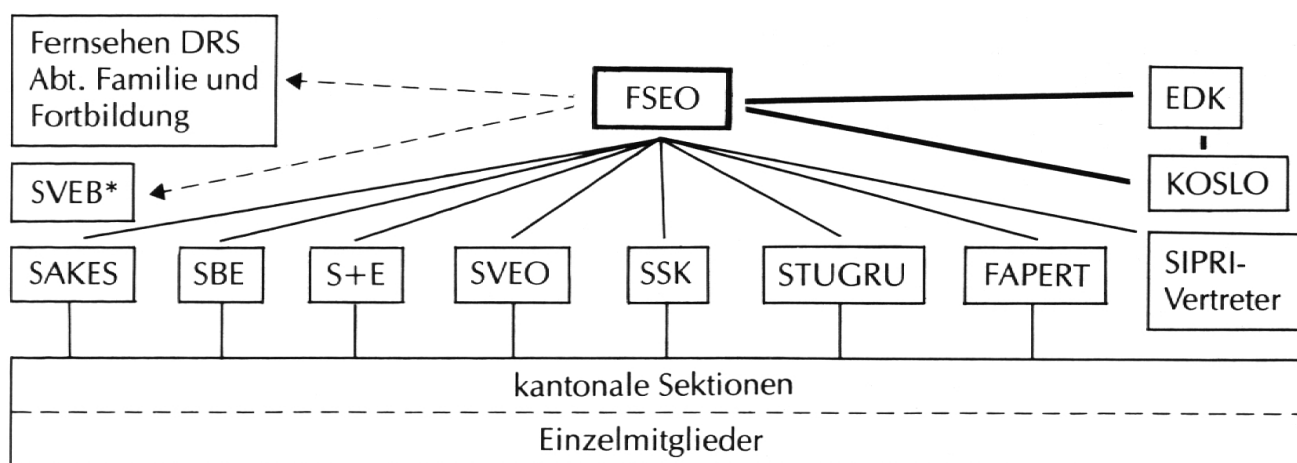 Fernsehen DRS
Abt. Familie und
Fortbildung
FSEO
EDK
SVEB*
KOSLO
SAKES
SBE
S+E
SVEO
SSK
STUGRU
FAPERT
SIPRI-
Vertreter
kantonale Sektionen
Einzelmitglieder